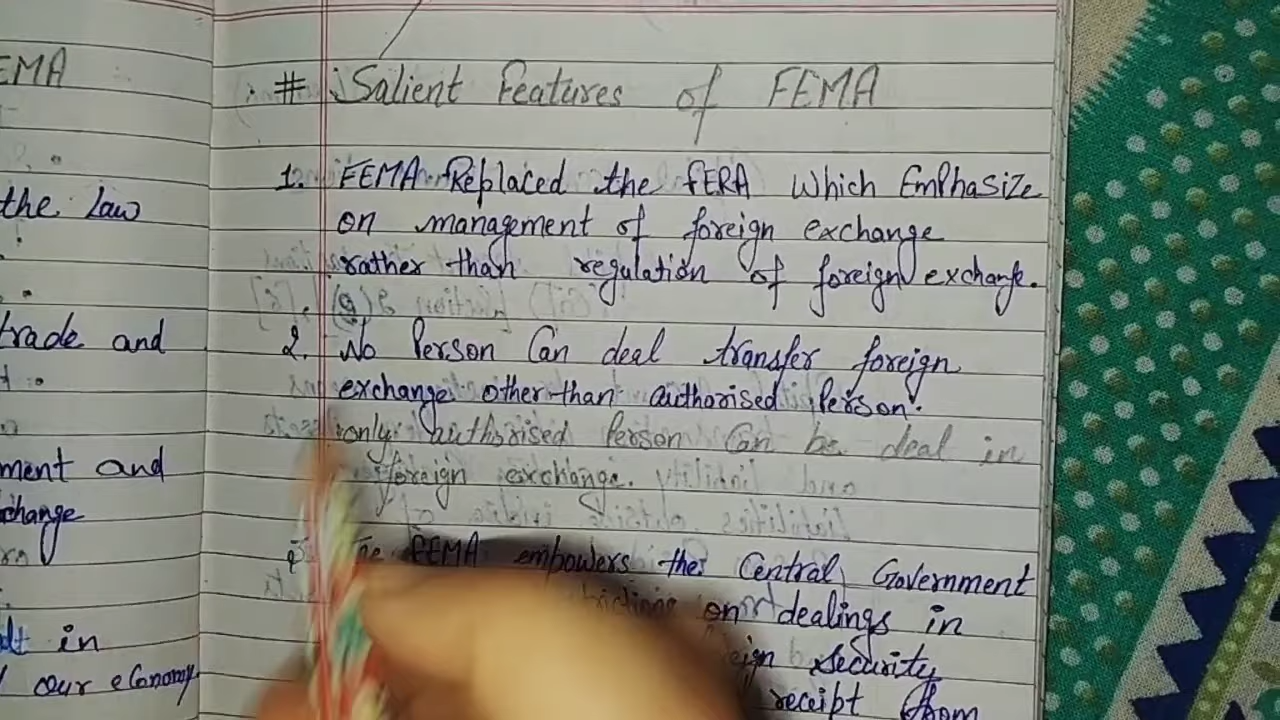 EMA
the Law
trade and
ment and
change
in
our economy
# Salient Features of FEMA
1. FEMA Replaced the FERA Which EmPhasize
on management of foreign exchange
rather than regulation of foreign exchange.
2. No Person Can deal transfer foreign
exchange other than authorised Person.
only authorised Person Can be deal in
foreign exchange.
FEMA empowers the Central Government
on dealings in
security
receipt from